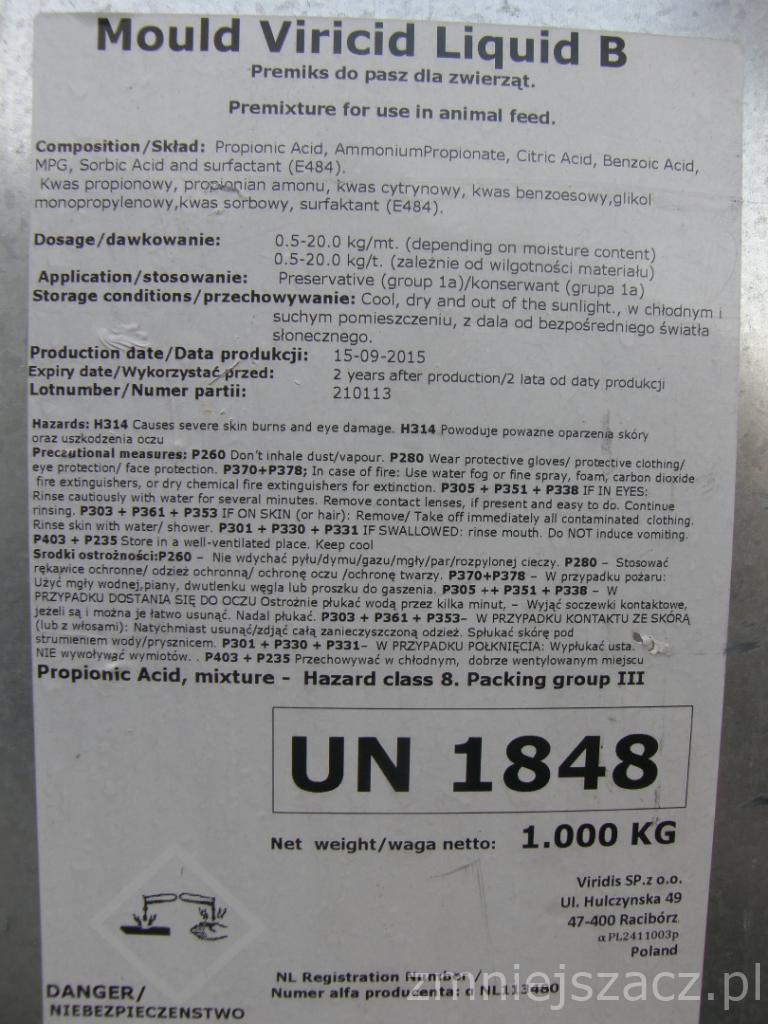 Mould Viricid Liquid B
Premiks do pasz dla zwierząt.
Premixture for use in animal feed.
Composition/Skład: Propionic Acid, AmmoniumPropionate, Citric Acid, Benzoic Acid,
MPG, Sorbic Acid and surfactant (E484).
Kwas propionowy, propionian amonu, kwas cytrynowy, kwas benzoesowy,glikol
monopropylenowy,kwas sorbowy, surfaktant (E484).
Dosage/dawkowanie: 0.5-20.0 kg/mt. (depending on moisture content)
0.5-20.0 kg/t. (zależnie od wilgotności materiału)
Application/stosowanie: Preservative (group 1a)/konserwant (grupa 1a)
Storage conditions/przechowywanie: Cool, dry and out of the sunlight., w chłodnym i
suchym pomieszczeniu, z dala od bezpośredniego światła
słonecznego.
Production date/Data produkcji: 15-09-2015
Expiry date/Wykorzystać przed: 2 years after production/2 lata od daty produkcji
Lotnumber/Numer partii: 210113
Hazards: H314 Causes severe skin burns and eye damage. H314 Powoduje poważne oparzenia skóry
oraz uszkodzenia oczu
Precautional measures: P260 Don't inhale dust/vapour. P280 Wear protective gloves/ protective clothing/
eye protection/ face protection. P370+P378; In case of fire: Use water fog or fine spray, foam, carbon dioxide
fire extinguishers, or dry chemical fire extinguishers for extinction. P305 + P351 + P338 IF IN EYES:
Rinse cautiously with water for several minutes. Remove contact lenses, if present and easy to do. Continue
rinsing. P303 + P361 + P353 IF ON SKIN (or hair): Remove/ Take off immediately all contaminated clothing.
Rinse skin with water/ shower. P301 + P330 + P331 IF SWALLOWED: rinse mouth. Do NOT induce vomiting.
P403 + P235 Store in a well-ventilated place. Keep cool
Srodki ostrożności:P260 – Nie wdychać pyłu/dymu/gazu/mgły/par/rozpylonej cieczy. P280 – Stosować
rękawice ochronne/ odzież ochronną/ ochronę oczu /ochronę twarzy. P370+P378 – W przypadku pożaru:
Użyć mgły wodnej,piany, dwutlenku węgla lub proszku do gaszenia. P305 ++ P351 + P338 – W
PRZYPADKU DOSTANIA SIĘ DO OCZU Ostrożnie płukać wodą przez kilka minut, – Wyjąć soczewki kontaktowe,
jeżeli są i można je łatwo usunąć. Nadal płukać. P303 + P361 + P353– W PRZYPADKU KONTAKTU ZE SKÓRĄ
(lub z włosami): Natychmiast usunąć/zdjąć całą zanieczyszczoną odzież. Spłukać skórę pod
strumieniem wody/prysznicem. P301 + P330 + P331– W PRZYPADKU POŁKNIĘCIA: Wypłukać usta.
NIE wywoływać wymiotów. . P403 + P235 Przechowywać w chłodnym, dobrze wentylowanym miejscu
Propionic Acid, mixture - Hazard class 8. Packing group III
UN 1848
Net weight/waga netto: 1.000 KG
Viridis SP.z o.o.
Ul. Hulczynska 49
47-400 Racibórz
α PL2411003p
Poland
NL Registration Number/
Numer alfa producenta: α NL113480
DANGER/
NIEBEZPIECZENSTWO
zmniejszacz.pl